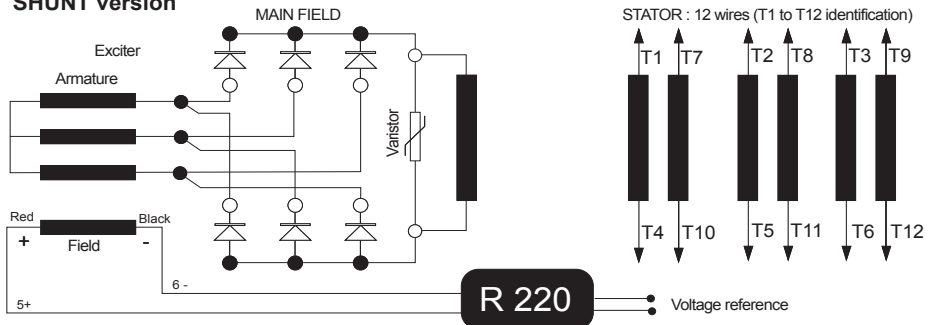 SHUNT version
MAIN FIELD
STATOR : 12 wires (T1 to T12 identification)
Exciter
Armature
T1 T7 T2 T8 T3 T9
Varistor
Red Black
+ Field -
T4 T10 T5 T11 T6 T12
6 -
5+
R 220
Voltage reference